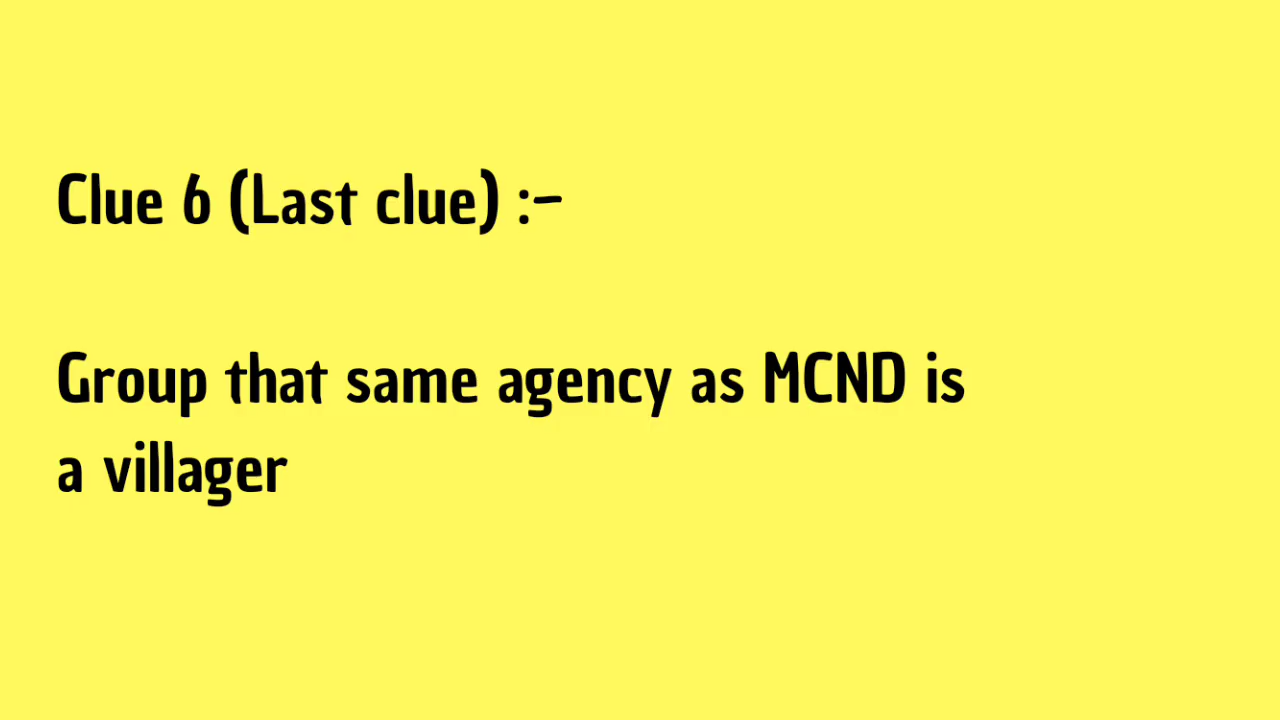 Clue 6 (Last clue) :-
Group that same agency as MCND is
a villager